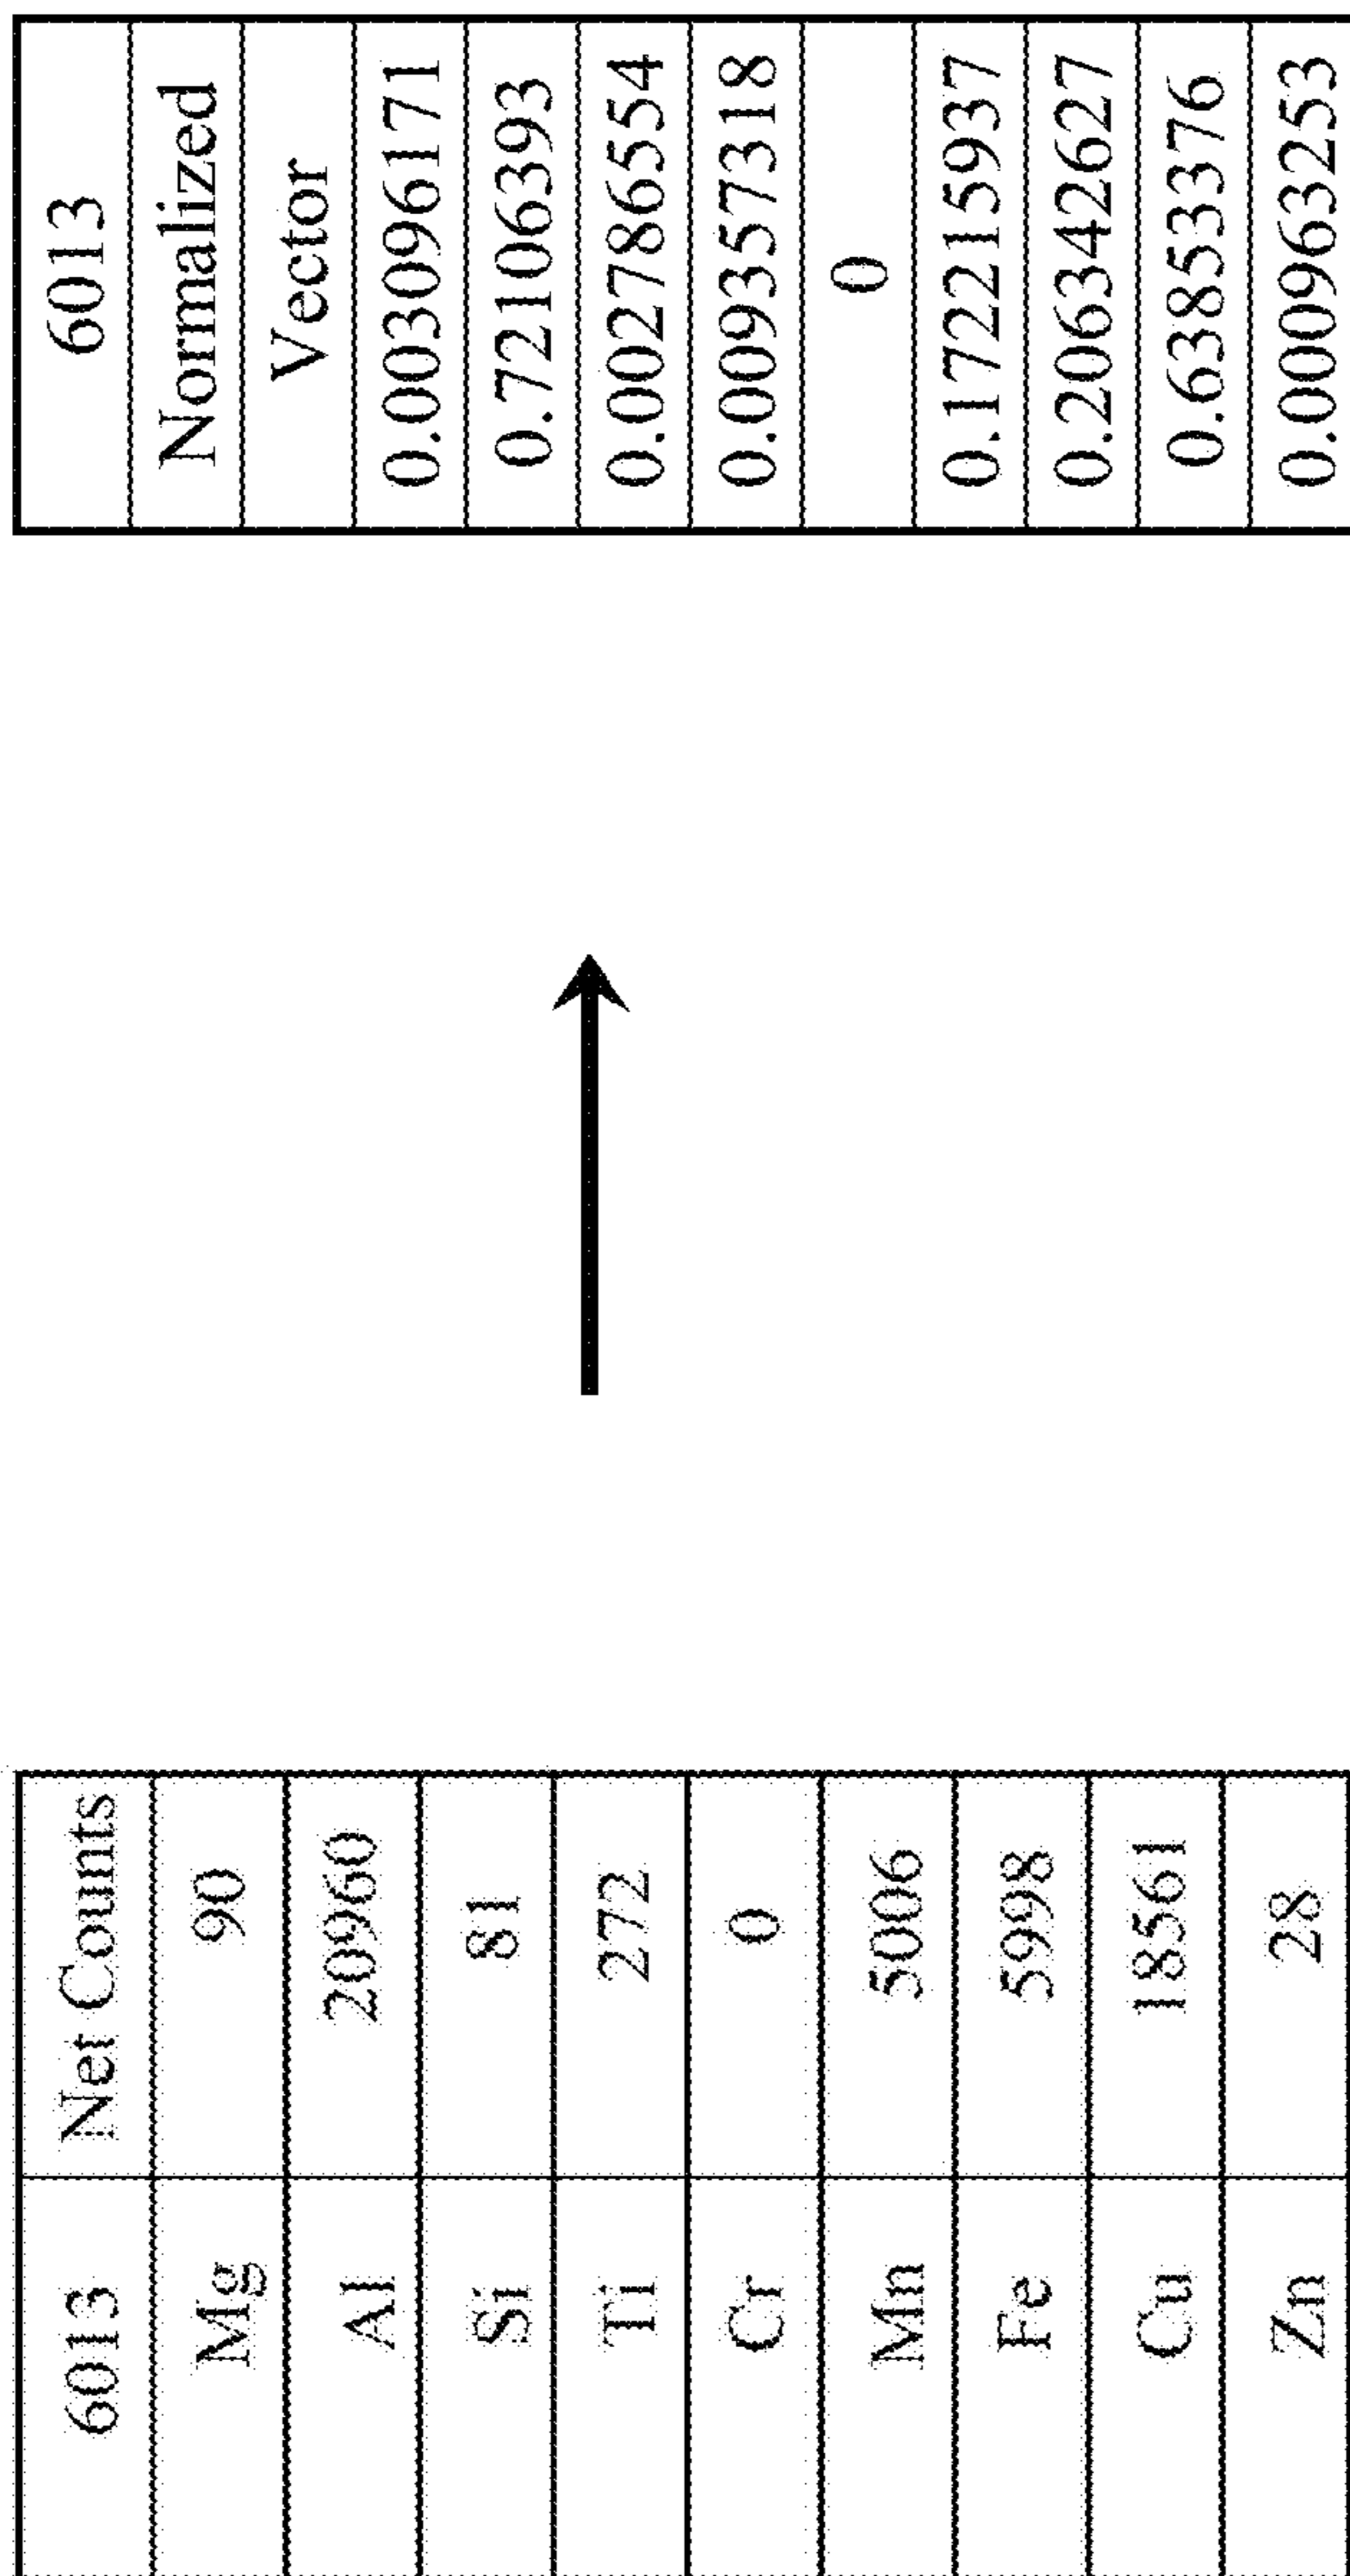 6013 Net Counts
Mg 90
Al 20960
Si 81
Ti 272
Cr 0
Mn 5006
Fe 5998
Cu 18561
Zn 28
6013
Normalized
Vector
0.003096171
0.72106393
0.002786554
0.009357318
0
0.172215937
0.206342627
0.63853376
0.000963253